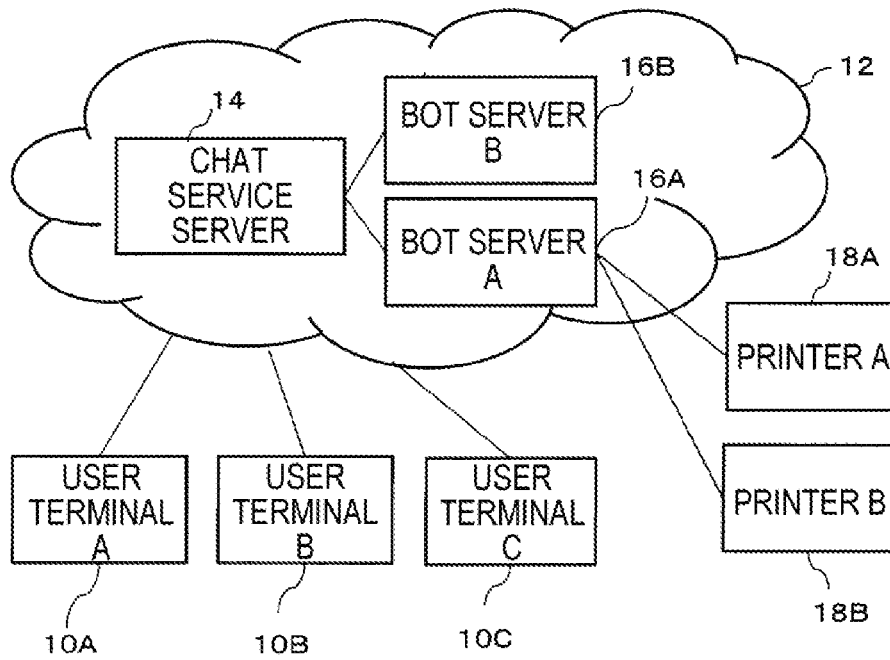 16B
12
14
BOT SERVER
B
CHAT
SERVICE
SERVER
16A
BOT SERVER
A
18A
PRINTER A
USER
TERMINAL
A
USER
TERMINAL
B
USER
TERMINAL
C
PRINTER B
10A
10B
10C
18B